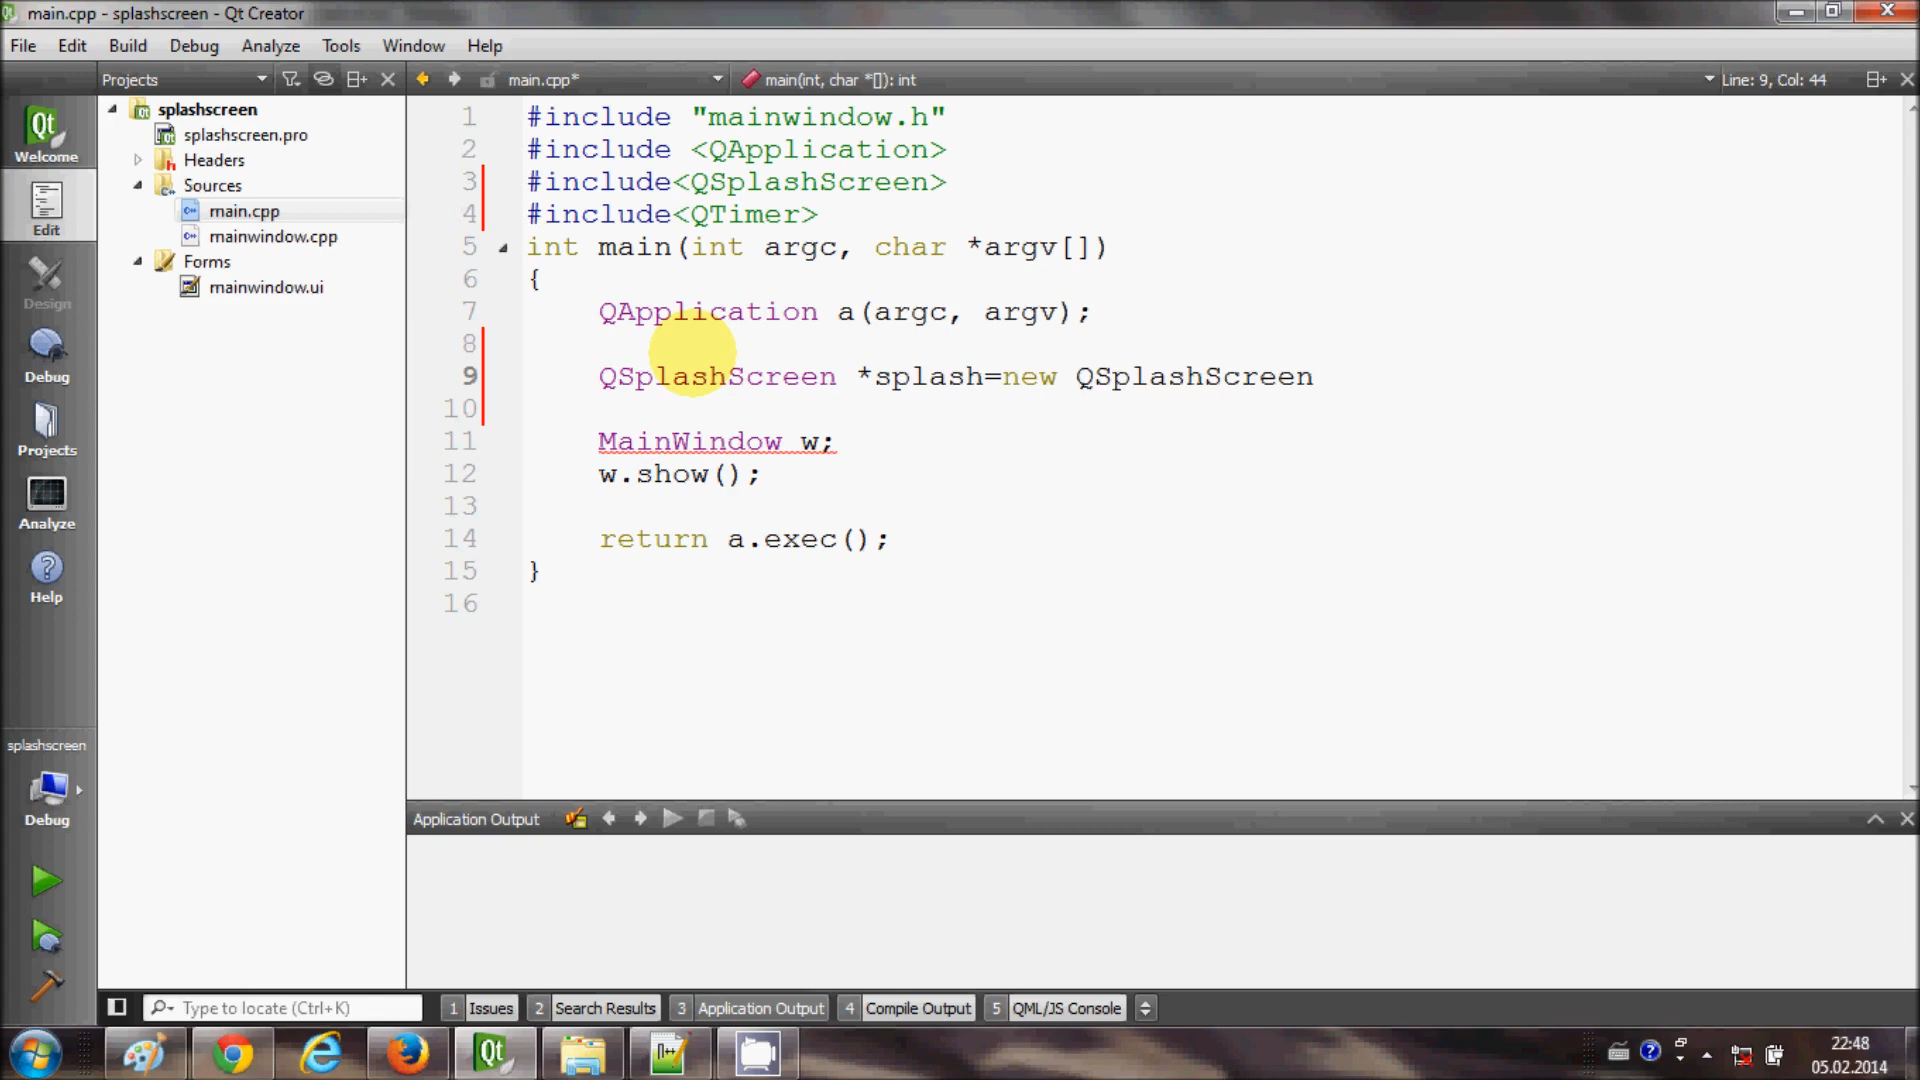 main.cpp - splashscreen - Qt Creator
File Edit Build Debug Analyze Tools Window Help
Projects main.cpp* main(int, char *[]): int Line: 9, Col: 44
Welcome
Edit
Design
Debug
Projects
Analyze
Help
splashscreen
Debug
splashscreen
splashscreen.pro
Headers
Sources
main.cpp
mainwindow.cpp
Forms
mainwindow.ui
1 #include "mainwindow.h"
2 #include <QApplication>
3 #include<QSplashScreen>
4 #include<QTimer>
5 int main(int argc, char *argv[])
6 {
7 QApplication a(argc, argv);
8
9 QSplashScreen *splash=new QSplashScreen
10
11 MainWindow w;
12 w.show();
13
14 return a.exec();
15 }
16
Application Output
Type to locate (Ctrl+K) 1 Issues 2 Search Results 3 Application Output 4 Compile Output 5 QML/JS Console
22:48
05.02.2014